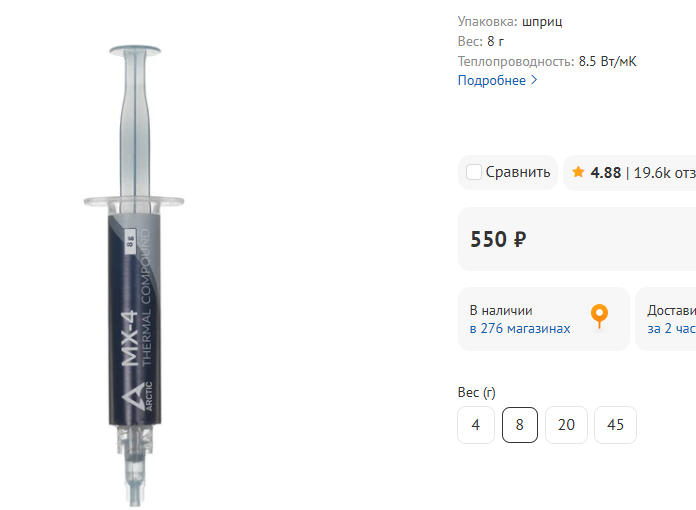 Упаковка: шприц
Вес: 8 г
Теплопроводность: 8.5 Вт/мК
Подробнее
Сравнить
4.88 | 19.6k отз
550 ₽
В наличии
в 276 магазинах
Достави
за 2 час
Вес (г)
4
8
20
45
8g
MX-4
THERMAL COMPOUND
ARCTIC